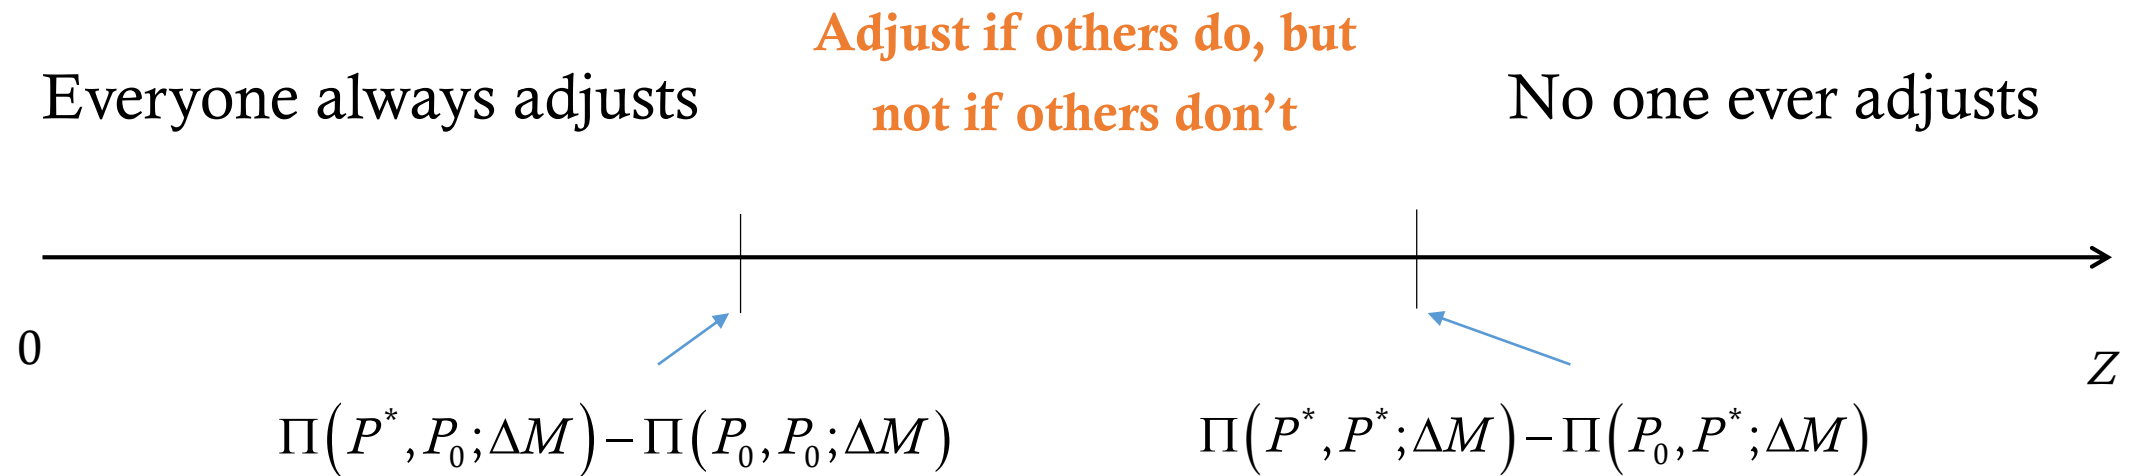 Adjust if others do, but
not if others don’t
Everyone always adjusts
No one ever adjusts
0
Z
Π(P*,P₀;ΔM)−Π(P₀,P₀;ΔM)
Π(P*,P*;ΔM)−Π(P₀,P*;ΔM)